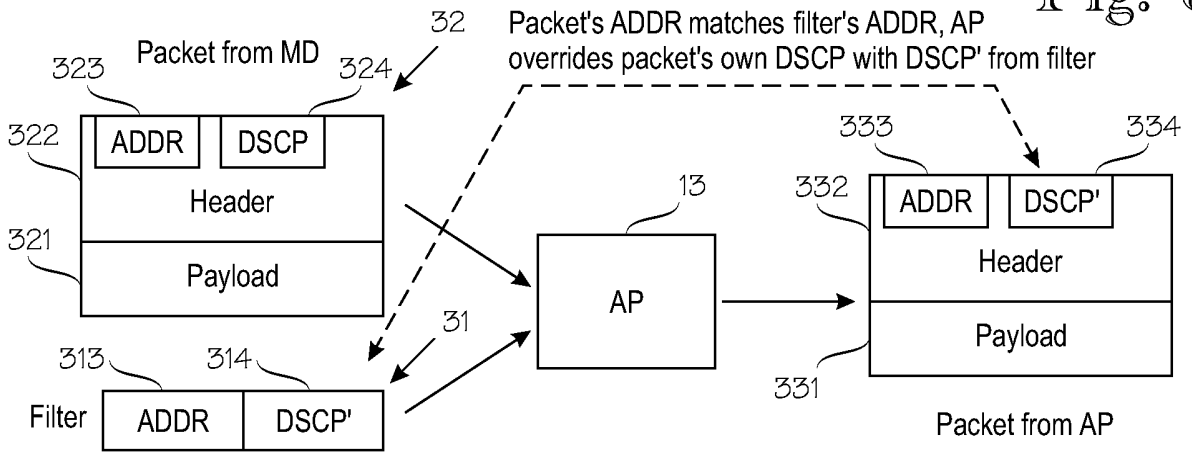 Fig.
Packet's ADDR matches filter's ADDR, AP
overrides packet's own DSCP with DSCP' from filter
32
Packet from MD
323
324
322
ADDR
DSCP
Header
321
Payload
31
313
314
Filter
ADDR
DSCP'
13
AP
333
334
332
ADDR
DSCP'
Header
Payload
331
Packet from AP